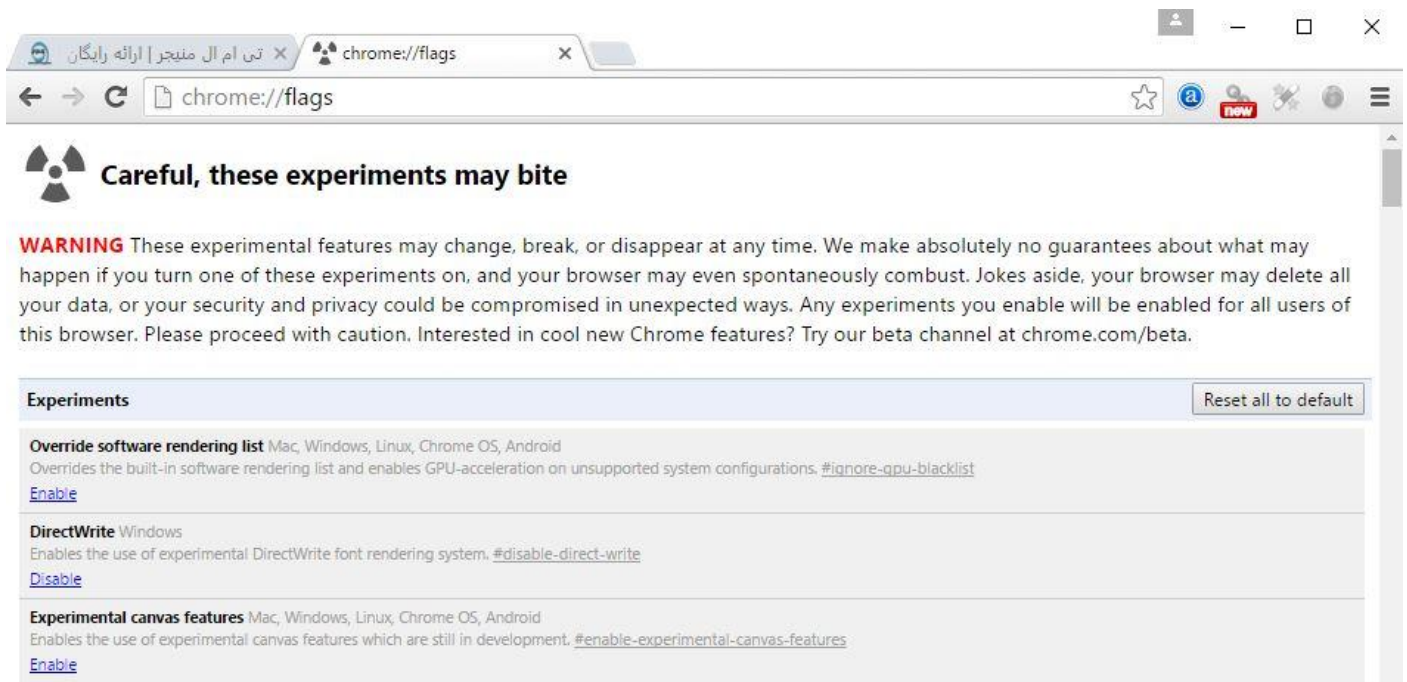 تی ام ال منیجر | ارائه رایگان
chrome://flags
chrome://flags
a
new
Careful, these experiments may bite
WARNING These experimental features may change, break, or disappear at any time. We make absolutely no guarantees about what may
happen if you turn one of these experiments on, and your browser may even spontaneously combust. Jokes aside, your browser may delete all
your data, or your security and privacy could be compromised in unexpected ways. Any experiments you enable will be enabled for all users of
this browser. Please proceed with caution. Interested in cool new Chrome features? Try our beta channel at chrome.com/beta.
Experiments
Reset all to default
Override software rendering list Mac, Windows, Linux, Chrome OS, Android
Overrides the built-in software rendering list and enables GPU-acceleration on unsupported system configurations. #ignore-gpu-blacklist
Enable
DirectWrite Windows
Enables the use of experimental DirectWrite font rendering system. #disable-direct-write
Disable
Experimental canvas features Mac, Windows, Linux, Chrome OS, Android
Enables the use of experimental canvas features which are still in development. #enable-experimental-canvas-features
Enable